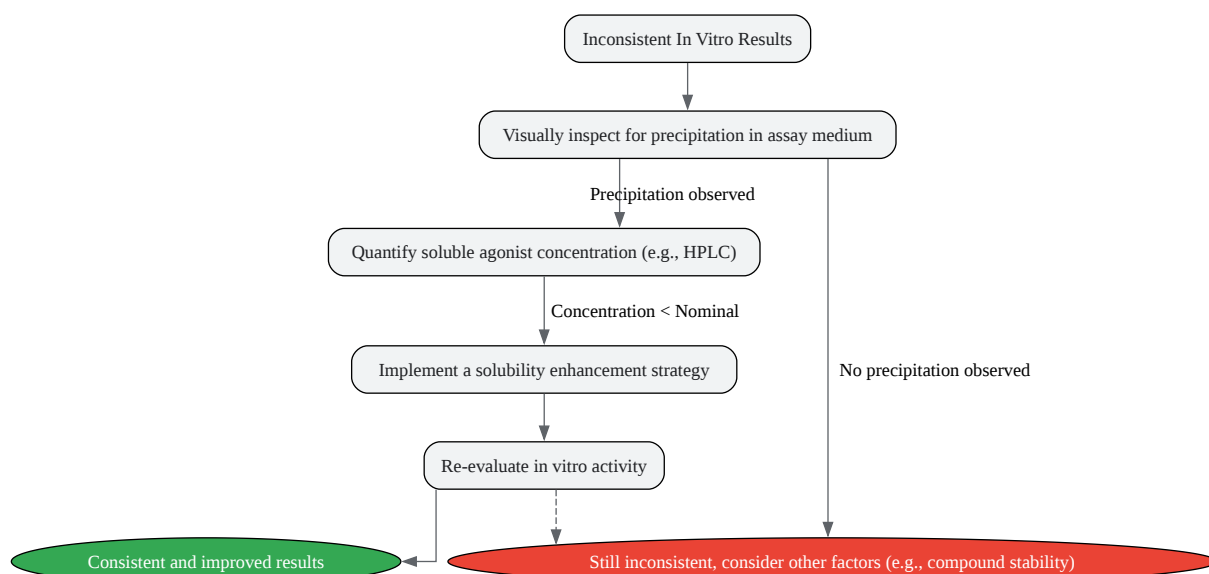 Inconsistent In Vitro Results
Visually inspect for precipitation in assay medium
Precipitation observed
Quantify soluble agonist concentration (e.g., HPLC)
Concentration < Nominal
Implement a solubility enhancement strategy
No precipitation observed
Re-evaluate in vitro activity
Consistent and improved results
Still inconsistent, consider other factors (e.g., compound stability)